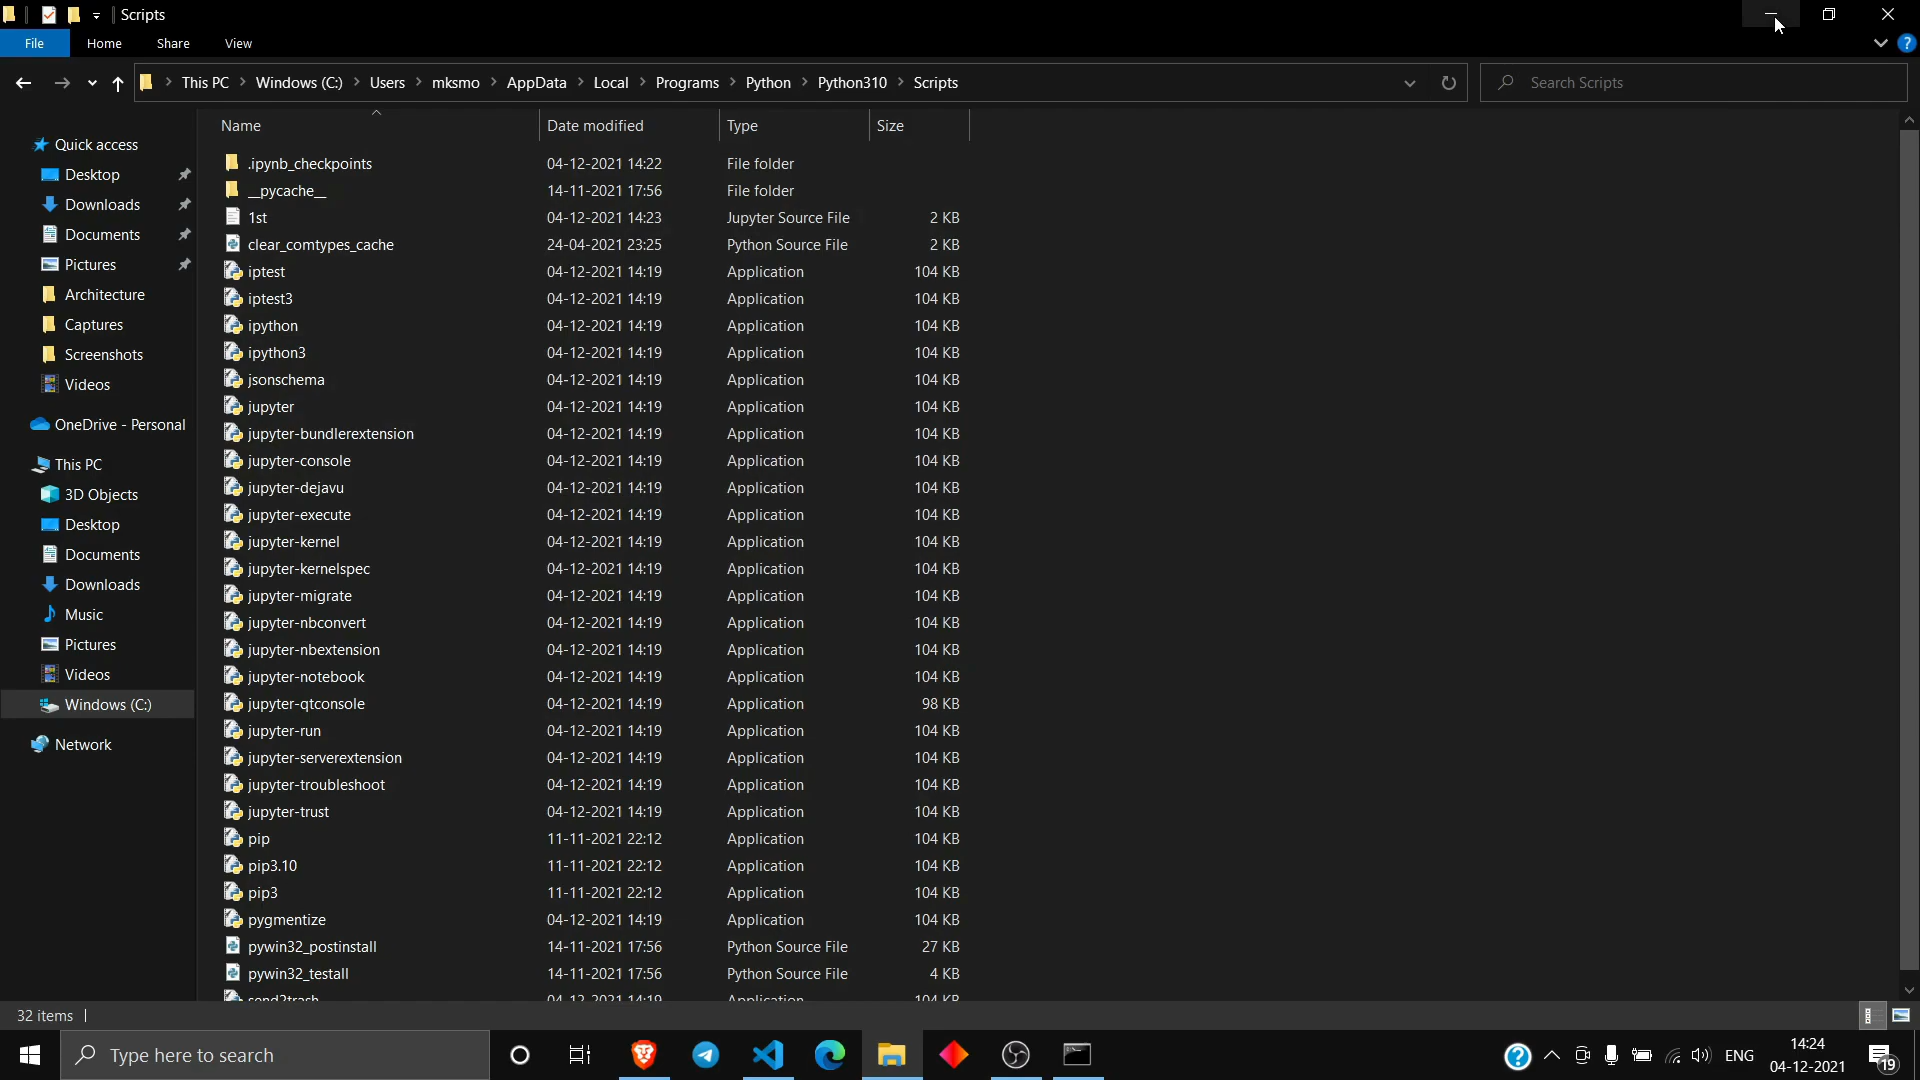 Scripts
File Home Share View
This PC Windows (C:) Users mksmo AppData Local Programs Python Python310 Scripts
Search Scripts
Name Date modified Type Size
Quick access
Desktop
Downloads
Documents
Pictures
Architecture
Captures
Screenshots
Videos
OneDrive - Personal
This PC
3D Objects
Desktop
Documents
Downloads
Music
Pictures
Videos
Windows (C:)
Network
.ipynb_checkpoints 04-12-2021 14:22 File folder
__pycache__ 14-11-2021 17:56 File folder
1st 04-12-2021 14:23 Jupyter Source File 2 KB
clear_comtypes_cache 24-04-2021 23:25 Python Source File 2 KB
iptest 04-12-2021 14:19 Application 104 KB
iptest3 04-12-2021 14:19 Application 104 KB
ipython 04-12-2021 14:19 Application 104 KB
ipython3 04-12-2021 14:19 Application 104 KB
jsonschema 04-12-2021 14:19 Application 104 KB
jupyter 04-12-2021 14:19 Application 104 KB
jupyter-bundlerextension 04-12-2021 14:19 Application 104 KB
jupyter-console 04-12-2021 14:19 Application 104 KB
jupyter-dejavu 04-12-2021 14:19 Application 104 KB
jupyter-execute 04-12-2021 14:19 Application 104 KB
jupyter-kernel 04-12-2021 14:19 Application 104 KB
jupyter-kernelspec 04-12-2021 14:19 Application 104 KB
jupyter-migrate 04-12-2021 14:19 Application 104 KB
jupyter-nbconvert 04-12-2021 14:19 Application 104 KB
jupyter-nbextension 04-12-2021 14:19 Application 104 KB
jupyter-notebook 04-12-2021 14:19 Application 104 KB
jupyter-qtconsole 04-12-2021 14:19 Application 98 KB
jupyter-run 04-12-2021 14:19 Application 104 KB
jupyter-serverextension 04-12-2021 14:19 Application 104 KB
jupyter-troubleshoot 04-12-2021 14:19 Application 104 KB
jupyter-trust 04-12-2021 14:19 Application 104 KB
pip 11-11-2021 22:12 Application 104 KB
pip3.10 11-11-2021 22:12 Application 104 KB
pip3 11-11-2021 22:12 Application 104 KB
pygmentize 04-12-2021 14:19 Application 104 KB
pywin32_postinstall 14-11-2021 17:56 Python Source File 27 KB
pywin32_testall 14-11-2021 17:56 Python Source File 4 KB
send2trash 04-12-2021 14:19 Application 104 KB
32 items
Type here to search
ENG
14:24
04-12-2021
19